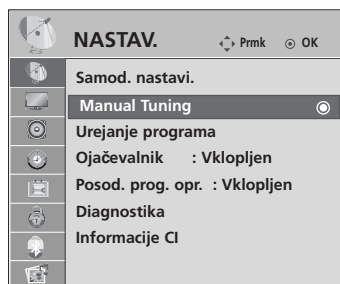 NASTAV. Prmk OK
Samod. nastavi.
Manual Tuning
Urejanje programa
Ojačevalnik : Vklopljen
Posod. prog. opr. : Vklopljen
Diagnostika
Informacije CI